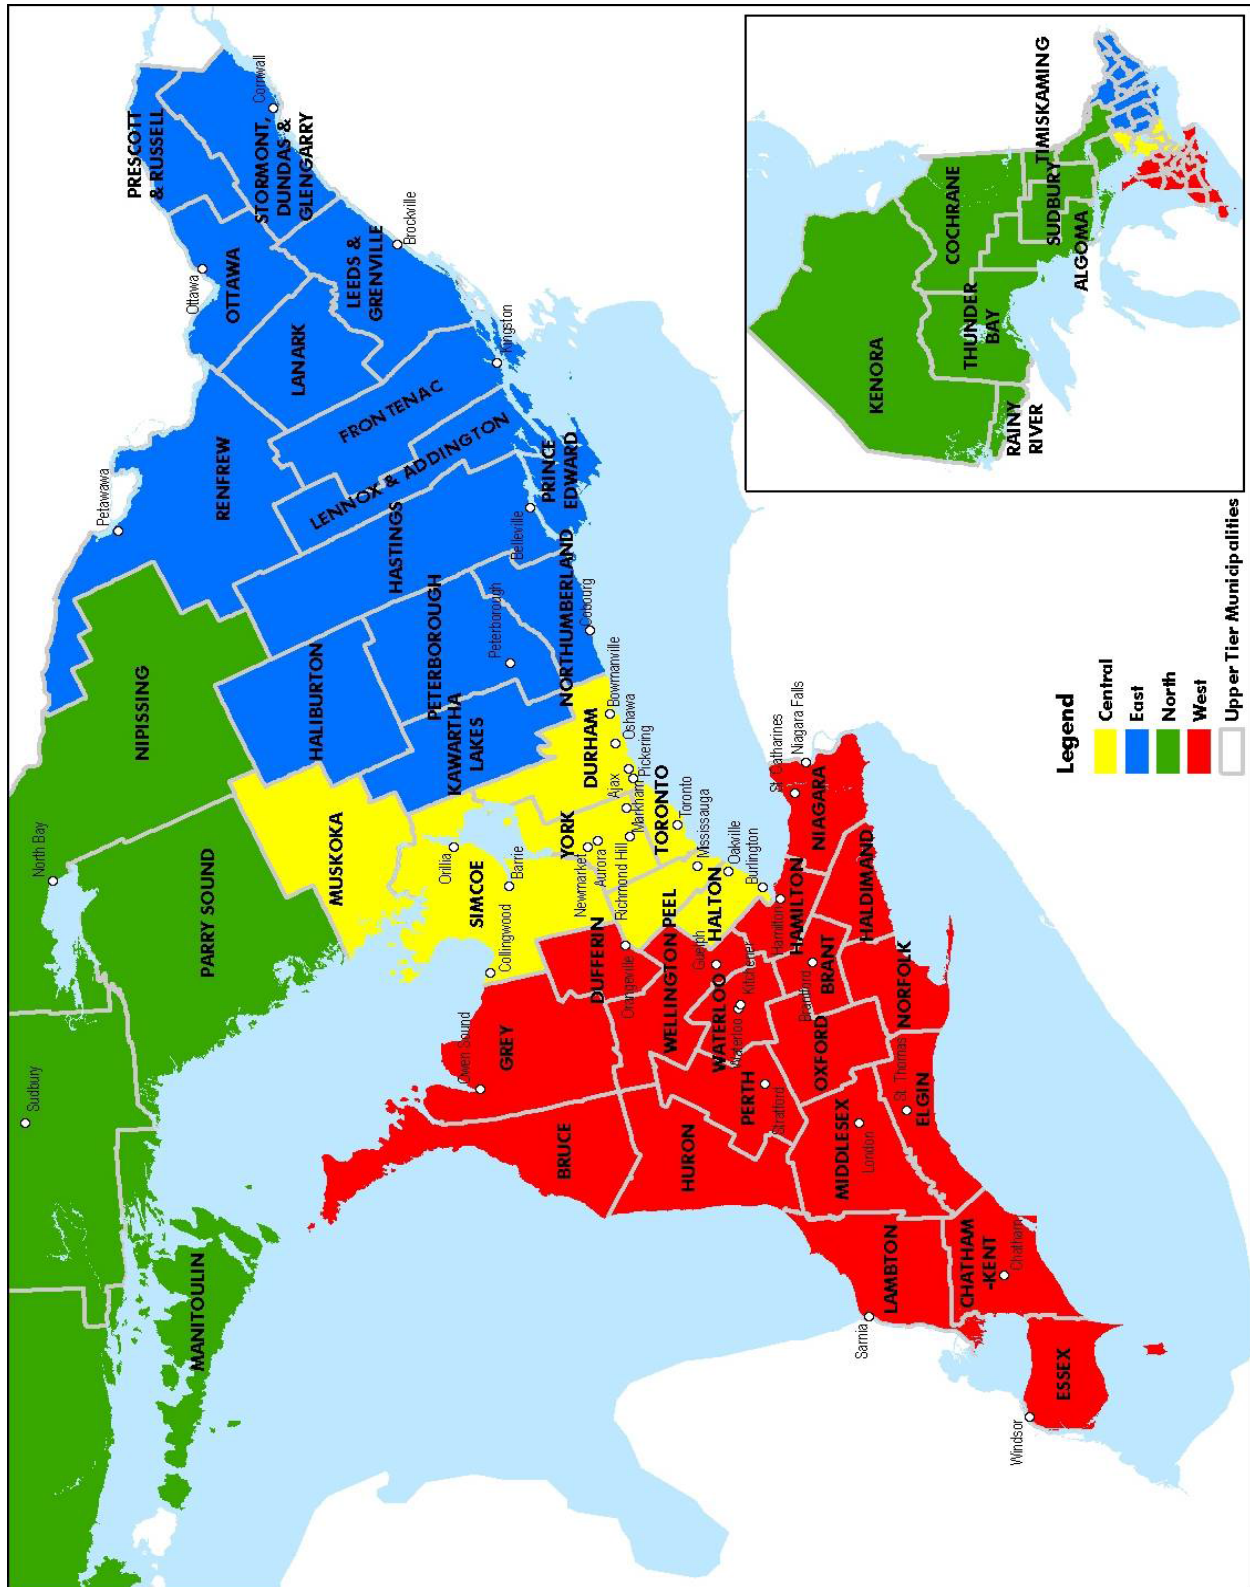 Sudbury
North Bay
NIPISSING
PARRY SOUND
MANITOULIN
Petawawa
RENFREW
Ottawa
OTTAWA
PRESCOTT
& RUSSELL
Cornwall
STORMONT,
DUNDAS &
GLENGARRY
LANARK
LEEDS &
GRENVILLE
Brockville
FRONTENAC
Kingston
LENNOX & ADDINGTON
HASTINGS
Belleville
PRINCE
EDWARD
HALIBURTON
PETERBOROUGH
Peterborough
KAWARTHA
LAKES
NORTHUMBERLAND
Cobourg
MUSKOKA
Orillia
SIMCOE
Barrie
Collingwood
YORK
Newmarket
Aurora
Richmond Hill
Markham
DURHAM
Bowmanville
Oshawa
Ajax
Pickering
TORONTO
Toronto
PEEL
Mississauga
HALTON
Oakville
Burlington
Owen Sound
GREY
BRUCE
DUFFERIN
Orangeville
WELLINGTON
Guelph
HURON
PERTH
Stratford
WATERLOO
Waterloo
Kitchener
Hamilton
HAMILTON
St. Catharines
Niagara Falls
NIAGARA
Brantford
BRANT
HALDIMAND
NORFOLK
OXFORD
MIDDLESEX
London
St. Thomas
ELGIN
Sarnia
LAMBTON
CHATHAM
-KENT
Chatham
Windsor
ESSEX
KENORA
RAINY
RIVER
THUNDER
BAY
COCHRANE
ALGOMA
SUDBURY
TIMISKAMING
Legend
Central
East
North
West
Upper Tier Municipalities